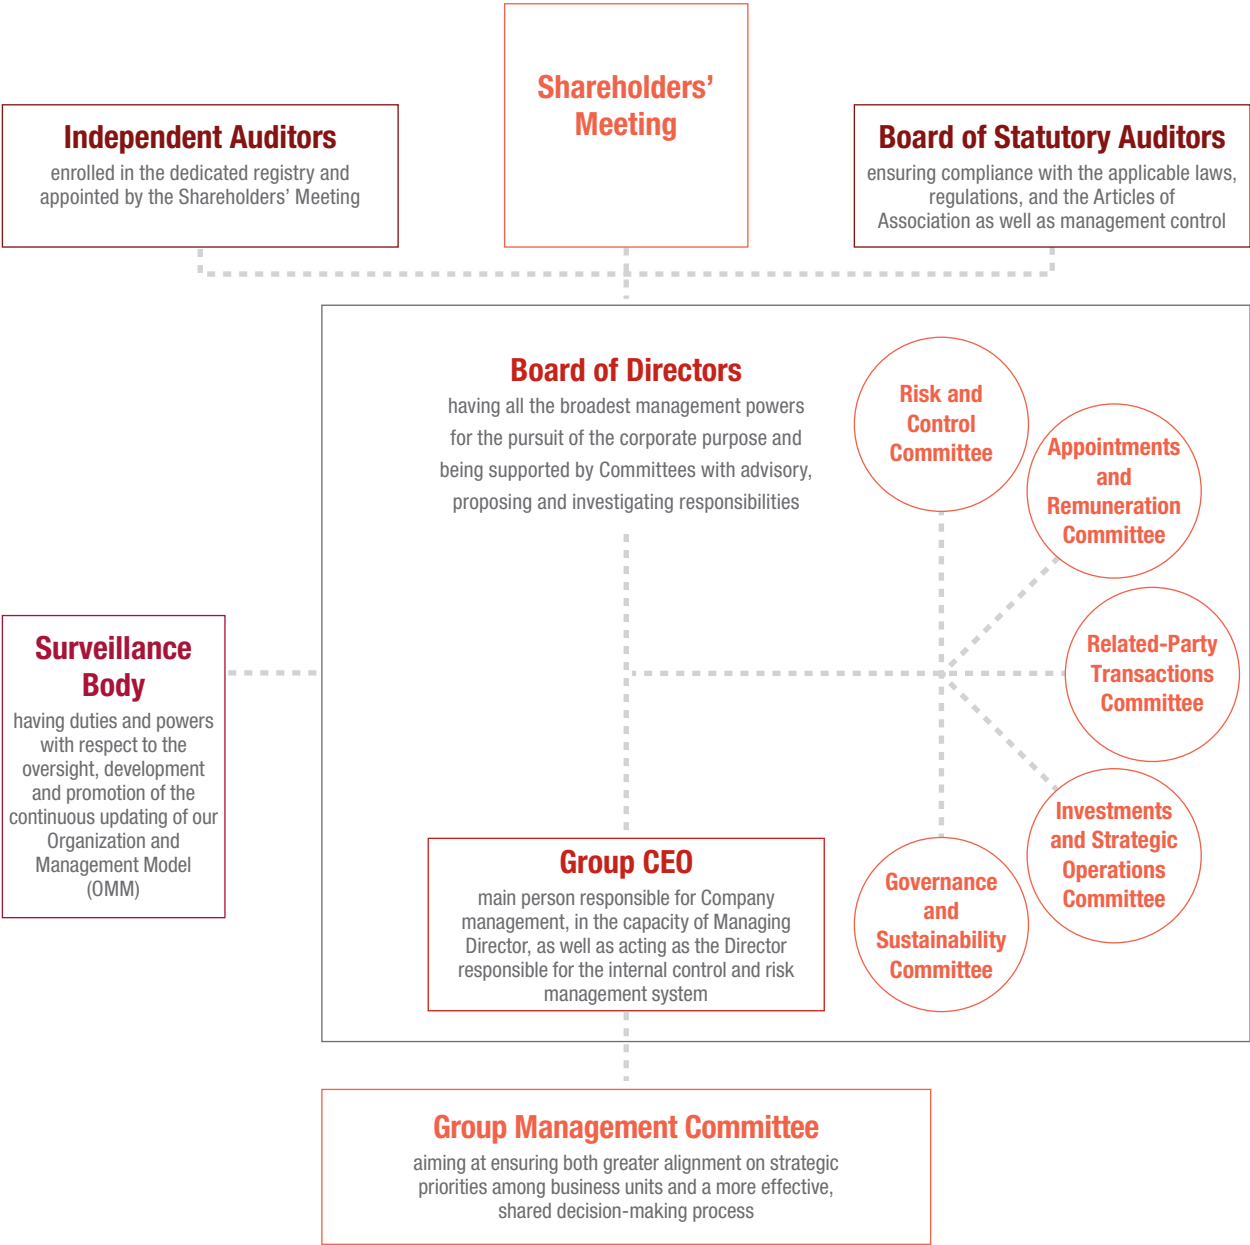 Shareholders’
Meeting
Independent Auditors
enrolled in the dedicated registry and
appointed by the Shareholders’ Meeting
Board of Statutory Auditors
ensuring compliance with the applicable laws,
regulations, and the Articles of
Association as well as management control
Board of Directors
having all the broadest management powers
for the pursuit of the corporate purpose and
being supported by Committees with advisory,
proposing and investigating responsibilities
Risk and
Control
Committee
Appointments
and
Remuneration
Committee
Related-Party
Transactions
Committee
Investments
and Strategic
Operations
Committee
Governance
and
Sustainability
Committee
Surveillance
Body
having duties and powers
with respect to the
oversight, development
and promotion of the
continuous updating of our
Organization and
Management Model
(OMM)
Group CEO
main person responsible for Company
management, in the capacity of Managing
Director, as well as acting as the Director
responsible for the internal control and risk
management system
Group Management Committee
aiming at ensuring both greater alignment on strategic
priorities among business units and a more effective,
shared decision-making process